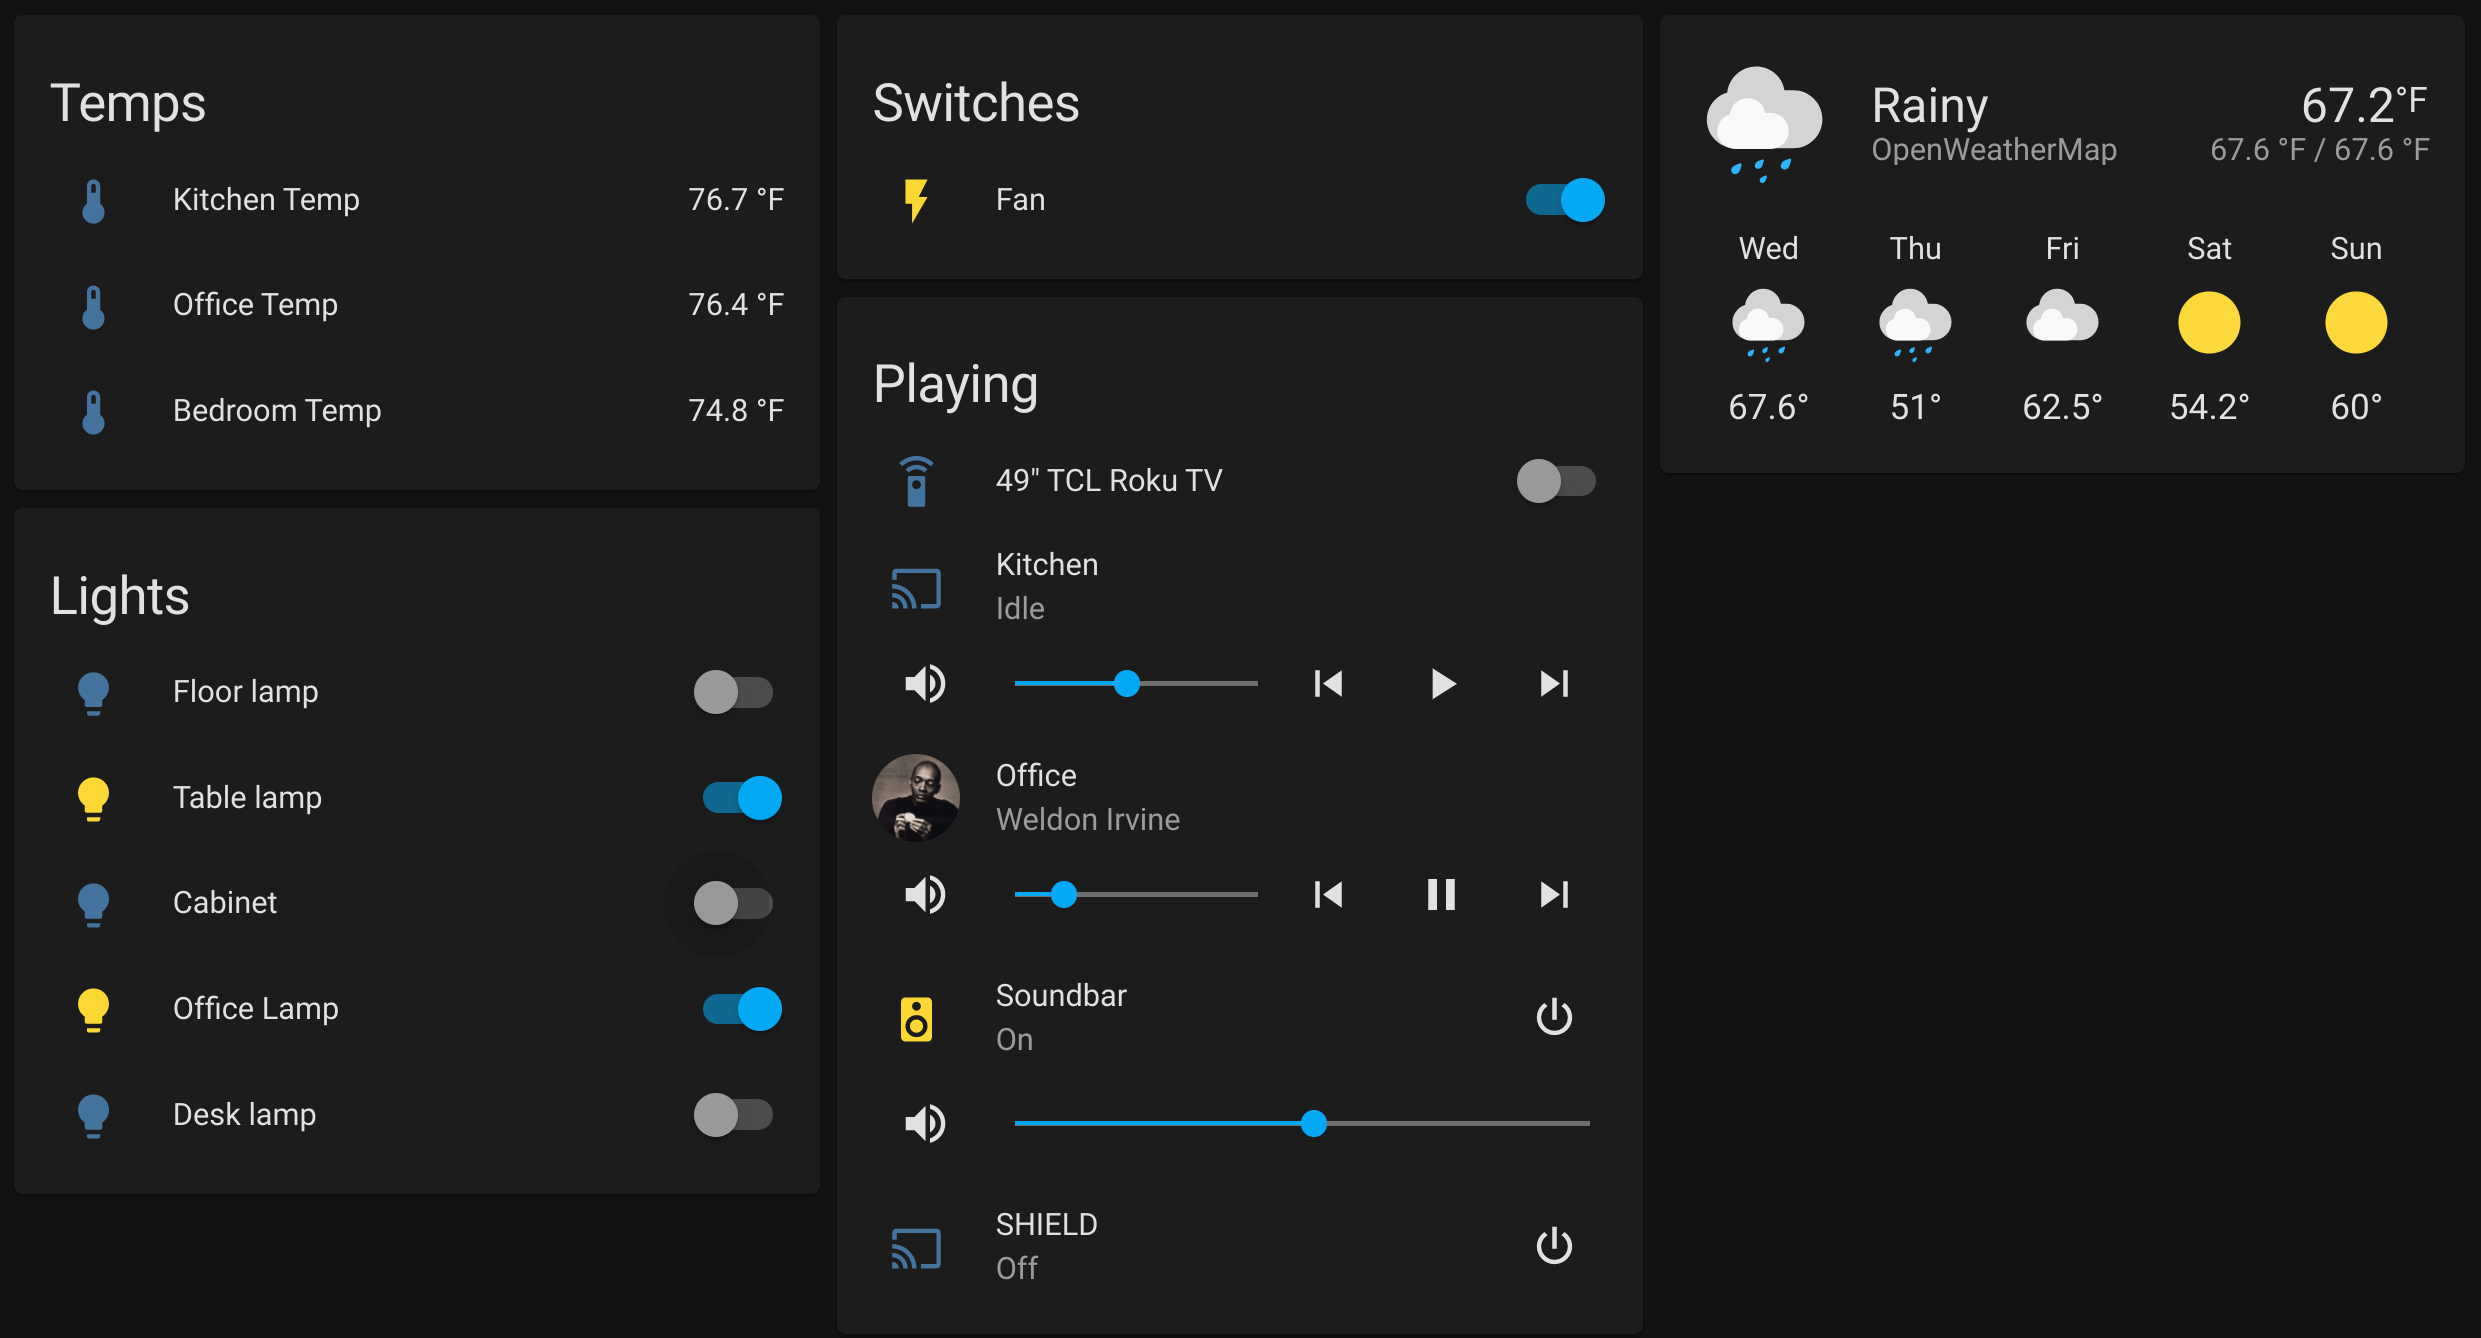 Temps
Kitchen Temp 76.7 °F
Office Temp 76.4 °F
Bedroom Temp 74.8 °F
Lights
Floor lamp
Table lamp
Cabinet
Office Lamp
Desk lamp
Switches
Fan
Playing
49" TCL Roku TV
Kitchen
Idle
Office
Weldon Irvine
Soundbar
On
SHIELD
Off
Rainy 67.2°F
OpenWeatherMap 67.6 °F / 67.6 °F
Wed Thu Fri Sat Sun
67.6° 51° 62.5° 54.2° 60°